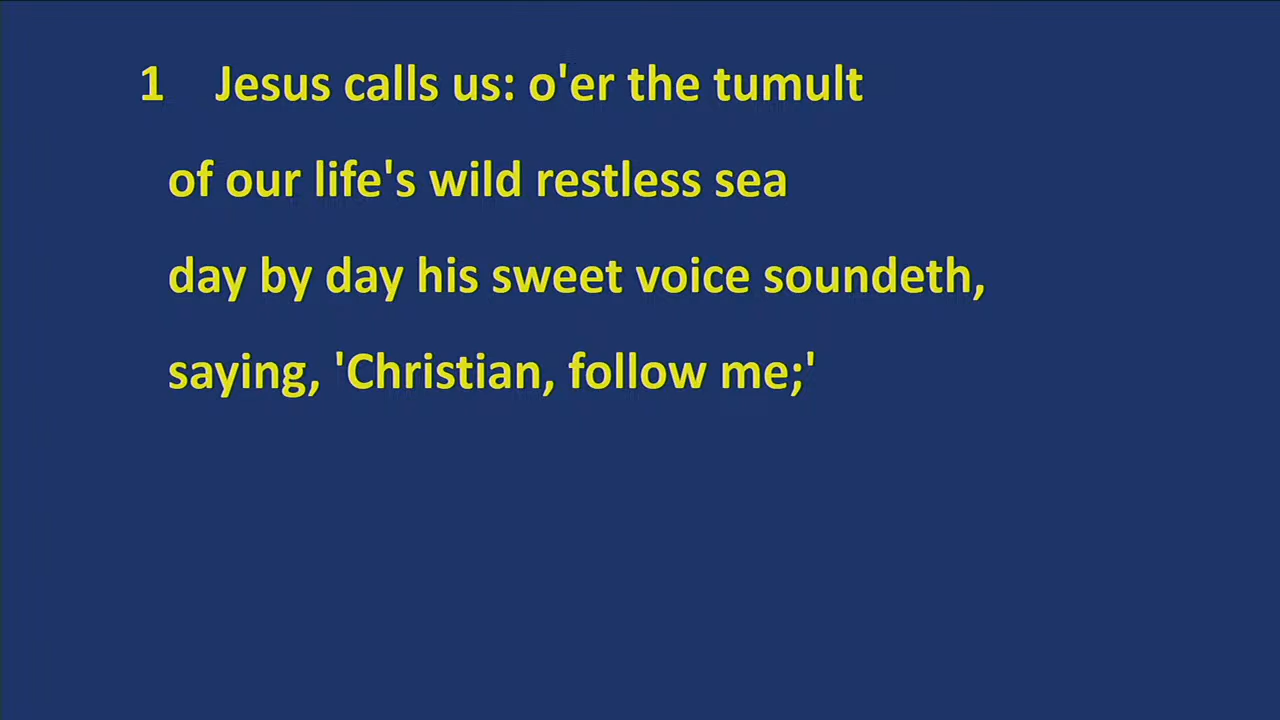 1 Jesus calls us: o'er the tumult
of our life's wild restless sea
day by day his sweet voice soundeth,
saying, 'Christian, follow me;'